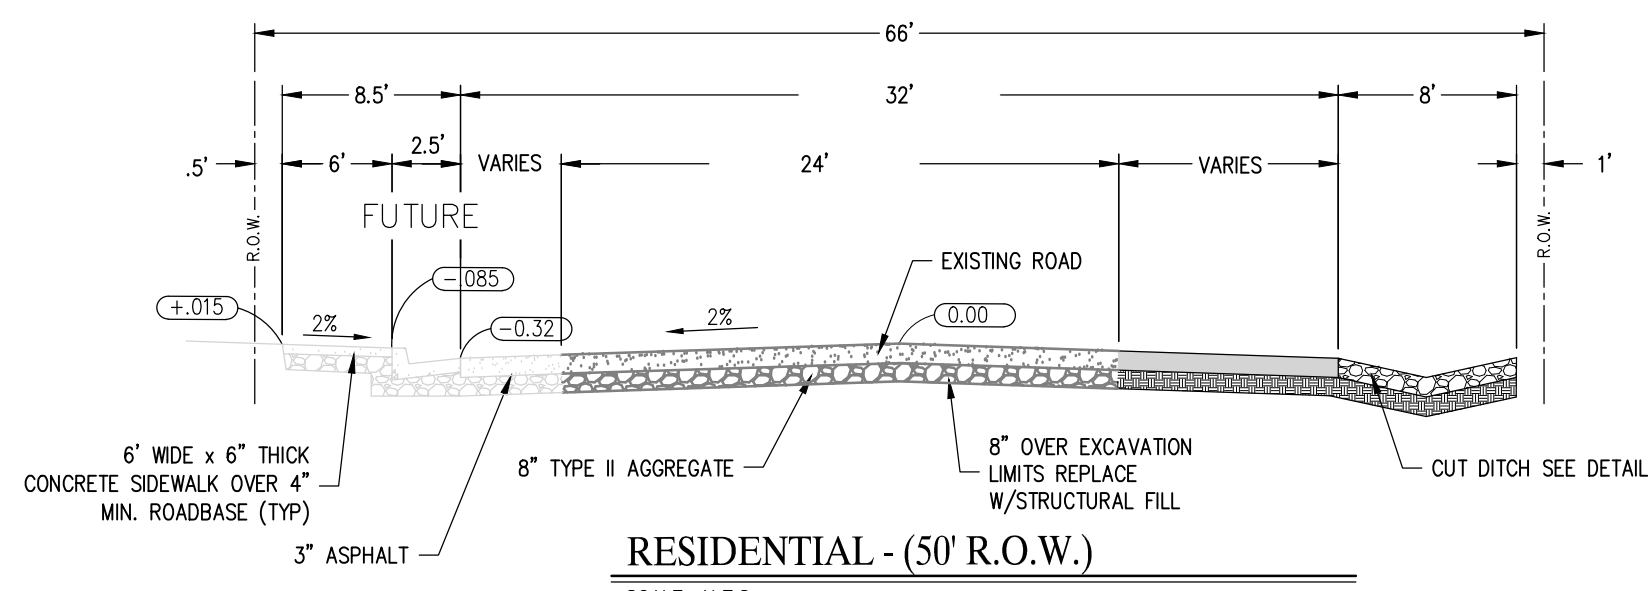 66'
8.5'
32'
8'
.5'
6'
2.5'
VARIES
24'
VARIES
1'
FUTURE
R.O.W.
R.O.W.
EXISTING ROAD
+.015
-.085
-0.32
0.00
2%
2%
6' WIDE x 6" THICK
CONCRETE SIDEWALK OVER 4"
MIN. ROADBASE (TYP)
3" ASPHALT
8" TYPE II AGGREGATE
8" OVER EXCAVATION
LIMITS REPLACE
W/STRUCTURAL FILL
CUT DITCH SEE DETAIL
RESIDENTIAL - (50' R.O.W.)